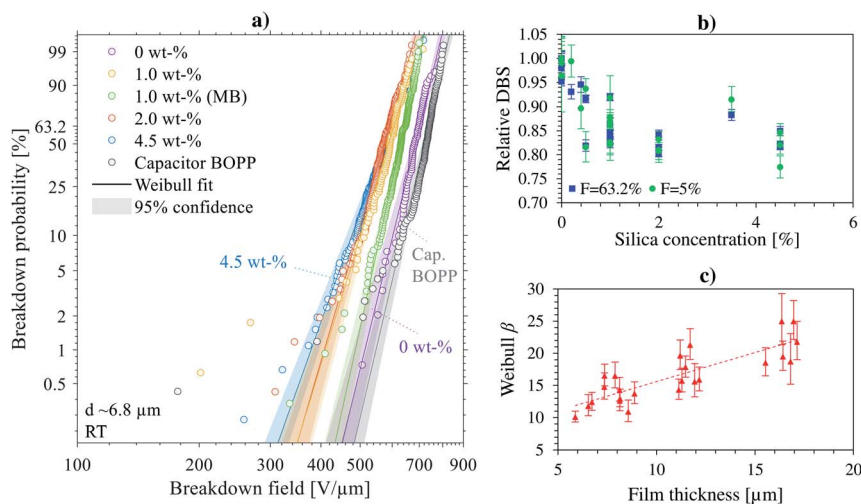 a)
99
90
63.2
50
25
10
5
2
1
0.5
Breakdown probability [%]
0 wt-%
1.0 wt-%
1.0 wt-% (MB)
2.0 wt-%
4.5 wt-%
Capacitor BOPP
Weibull fit
95% confidence
4.5 wt-%
Cap.
BOPP
0 wt-%
d ~6.8 µm
RT
100
200
300
400
500
700
900
Breakdown field [V/µm]
b)
1.05
1.00
0.95
0.90
0.85
0.80
0.75
0.70
Relative DBS
F=63.2%
F=5%
0
2
4
6
Silica concentration [%]
c)
30
25
20
15
10
Weibull β
5
10
15
20
Film thickness [µm]